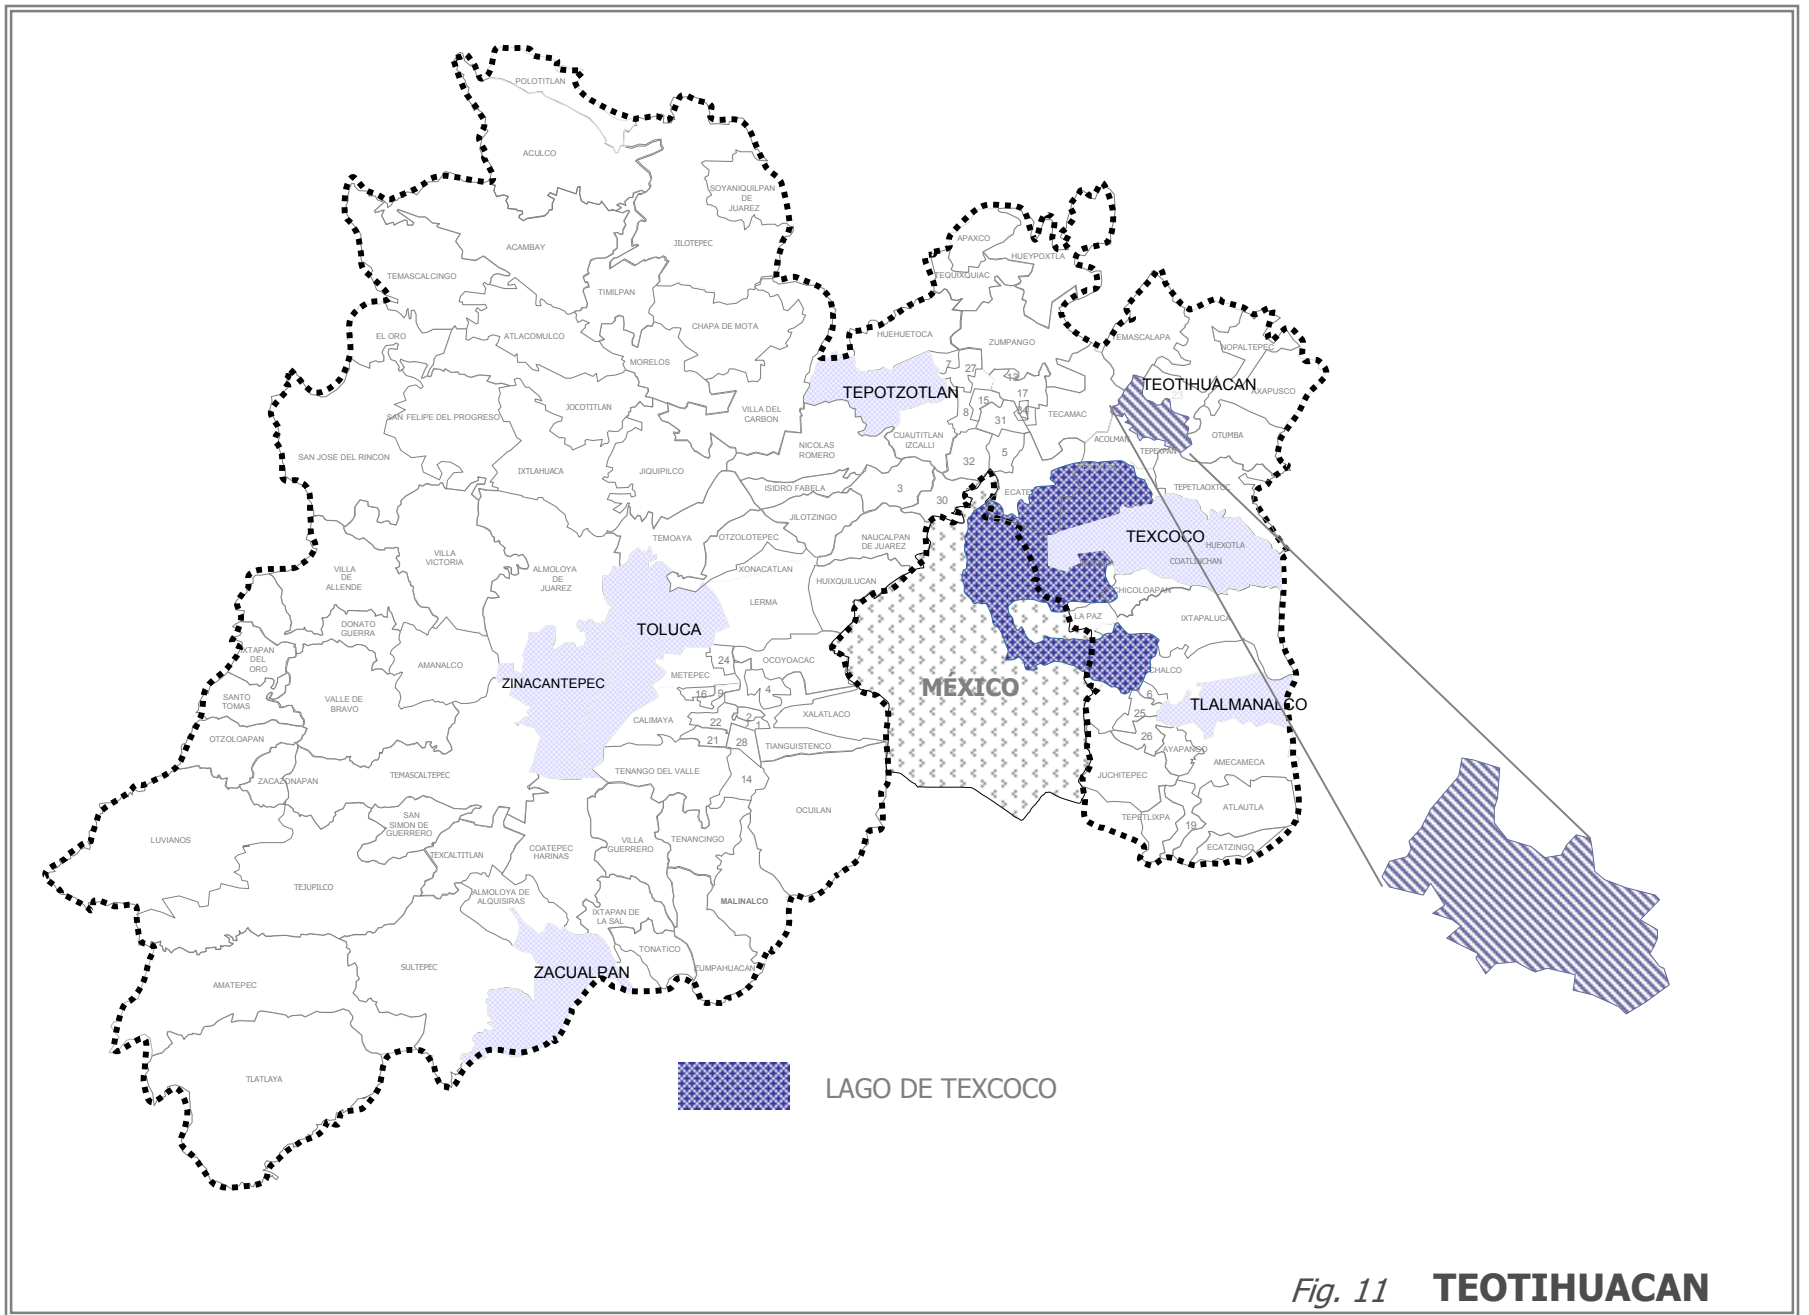 POLOTITLAN
ACULCO
SOYANIQUILPAN
DE
JUAREZ
ACAMBAY
JILOTEPEC
APAXCO
HUEYPOXTLA
TEMASCALCINGO
TEQUIXQUIAC
TIMILPAN
CHAPA DE MOTA
EL ORO
ATLACOMULCO
HUEHUETOCA
ZUMPANGO
TEMASCALAPA
NOPALTEPEC
MORELOS
7
27
13
TEPOTZOTLAN
TEOTIHUACAN
23
AXAPUSCO
SAN FELIPE DEL PROGRESO
JOCOTITLAN
VILLA DEL
CARBON
8
15
17
34
31
TECAMAC
CUAUTITLAN
IZCALLI
ACOLMAN
OTUMBA
TEPEXPAN
SAN JOSE DEL RINCON
IXTLAHUACA
JIQUIPILCO
NICOLAS
ROMERO
32
5
ISIDRO FABELA
3
30
TEPETLAOXTOC
JILOTZINGO
TEMOAYA
OTZOLOTEPEC
NAUCALPAN
DE JUAREZ
TEXCOCO
HUEXOTLA
COATLINCHAN
VILLA
VICTORIA
VILLA
DE
ALLENDE
ALMOLOYA
DE
JUAREZ
XONACATLAN
HUIXQUILUCAN
CHICOLOAPAN
LERMA
LA PAZ
IXTAPALUCA
DONATO
GUERRA
TOLUCA
IXTAPAN
DEL
ORO
AMANALCO
24
OCOYOACAC
METEPEC
CHALCO
ZINACANTEPEC
MÉXICO
SANTO
TOMAS
VALLE DE
BRAVO
16
9
4
6
TLALMANALCO
CALIMAYA
22
2
1
XALATLACO
25
OTZOLOAPAN
21
28
TIANGUISTENCO
26
AYAPANGO
ZACAZONAPAN
TEMASCALTEPEC
TENANGO DEL VALLE
14
JUCHITEPEC
AMECAMECA
OCUILAN
ATLAUTLA
SAN
SIMON DE
GUERRERO
TEPETLIXPA
19
LUVIANOS
TEXCALTITLAN
COATEPEC
HARINAS
VILLA
GUERRERO
TENANCINGO
ECATZINGO
TEJUPILCO
ALMOLOYA DE
ALQUISIRAS
MALINALCO
IXTAPAN DE
LA SAL
TONATICO
SULTEPEC
ZACUALPAN
ZUMPAHUACAN
AMATEPEC
TLATLAYA
LAGO DE TEXCOCO
Fig. 11 TEOTIHUACAN